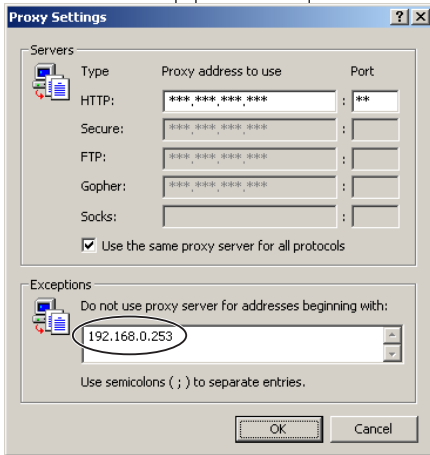 Proxy Settings
Servers
Type Proxy address to use Port
HTTP: ***.***.***.*** : **
Secure: ***.***.***.*** :
FTP: ***.***.***.*** :
Gopher: ***.***.***.*** :
Socks: :
Use the same proxy server for all protocols
Exceptions
Do not use proxy server for addresses beginning with:
192.168.0.253
Use semicolons ( ; ) to separate entries.
OK Cancel